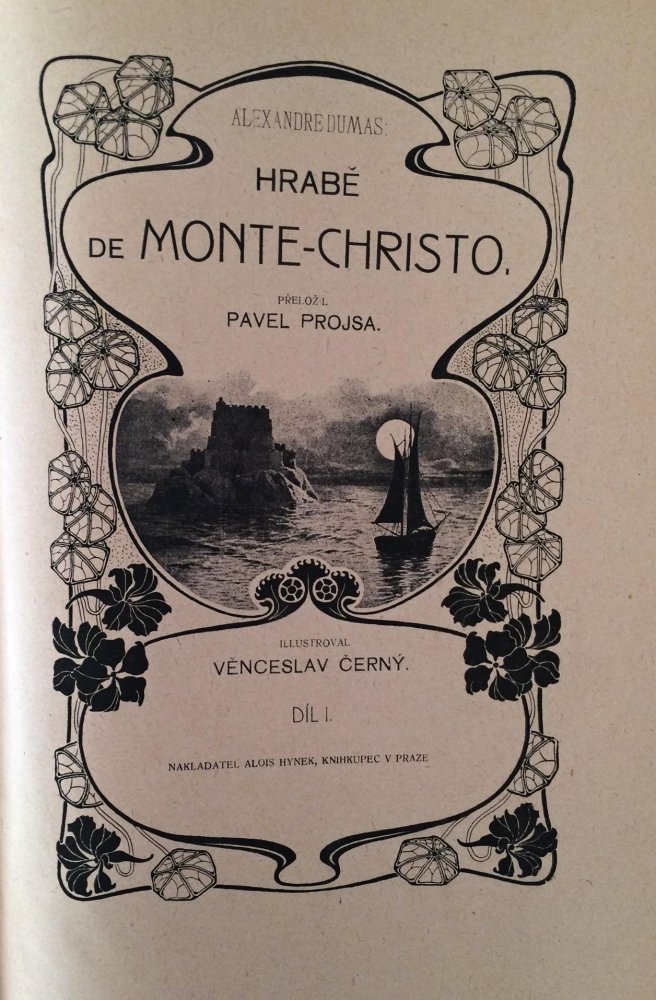 ALEXANDRE DUMAS:
HRABĚ
DE MONTE-CHRISTO.
PŘELOŽIL
PAVEL PROJSA.
ILLUSTROVAL
VĚNCESLAV ČERNÝ.
DÍL I.
NAKLADATEL ALOIS HYNEK, KNIHKUPEC V PRAZE